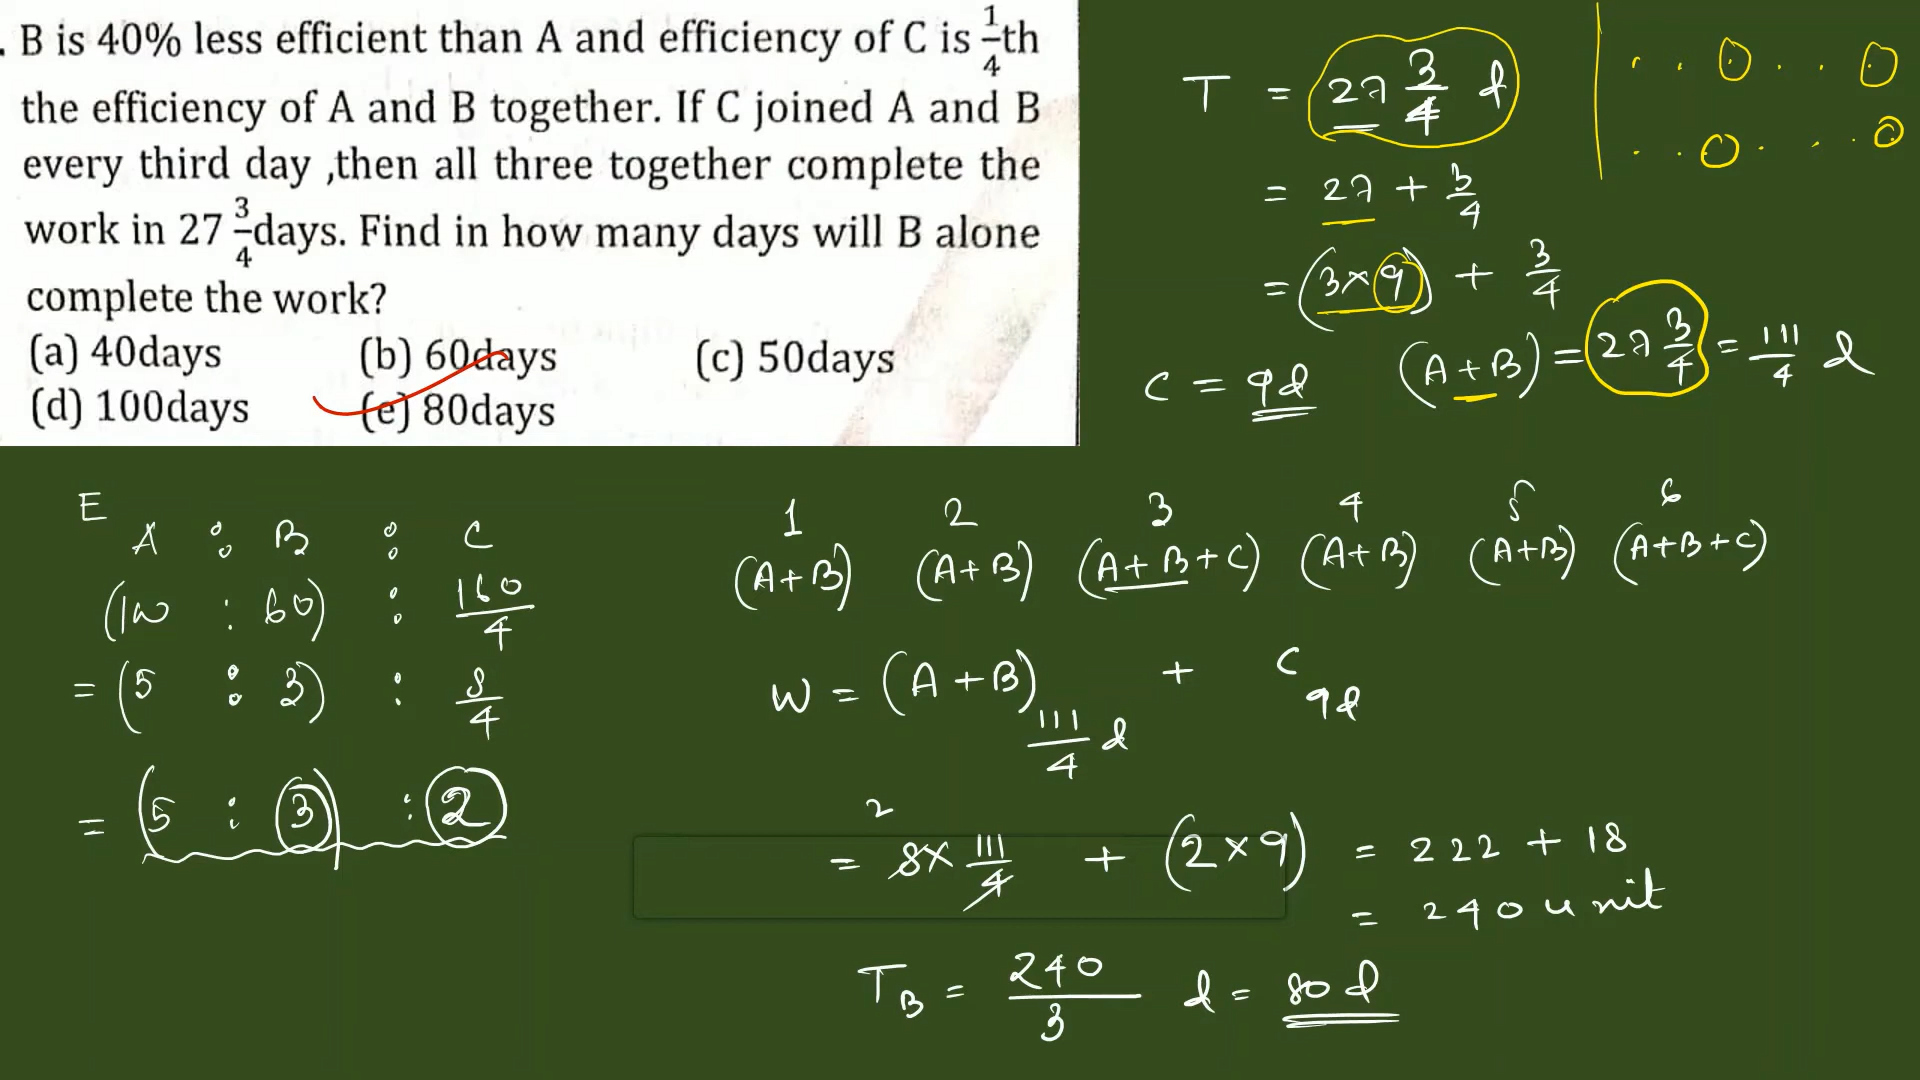 . B is 40% less efficient than A and efficiency of C is 1/4th
the efficiency of A and B together. If C joined A and B
every third day ,then all three together complete the
work in 27 3/4 days. Find in how many days will B alone
complete the work?
(a) 40days (b) 60days (c) 50days
(d) 100days (e) 80days
T = 27 3/4 d
= 27 + 3/4
= (3×9) + 3/4
C = 9d (A+B) = 27 3/4 = 111/4 d
E
A : B : C
(100 : 60) : 160/4
= (5 : 3) : 8/4
= (5 : 3) : 2
1 2 3 4 5 6
(A+B) (A+B) (A+B+C) (A+B) (A+B) (A+B+C)
W = (A+B) 111/4 d + C 9d
2
= 8× 111/4 + (2×9) = 222 + 18
= 240 unit
T_B = 240/3 d = 80 d